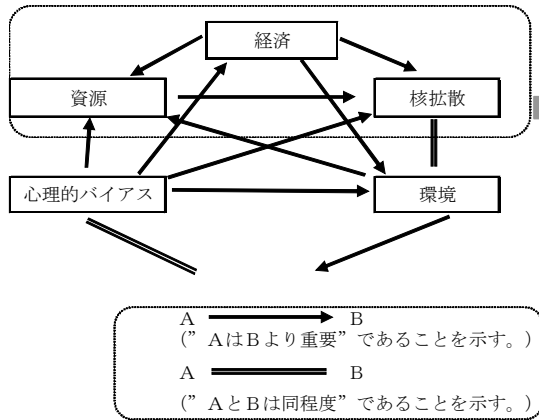 経済
資源
核拡散
心理的バイアス
環境
A B
(”AはBより重要”であることを示す。)
A B
(”AとBは同程度”であることを示す。)